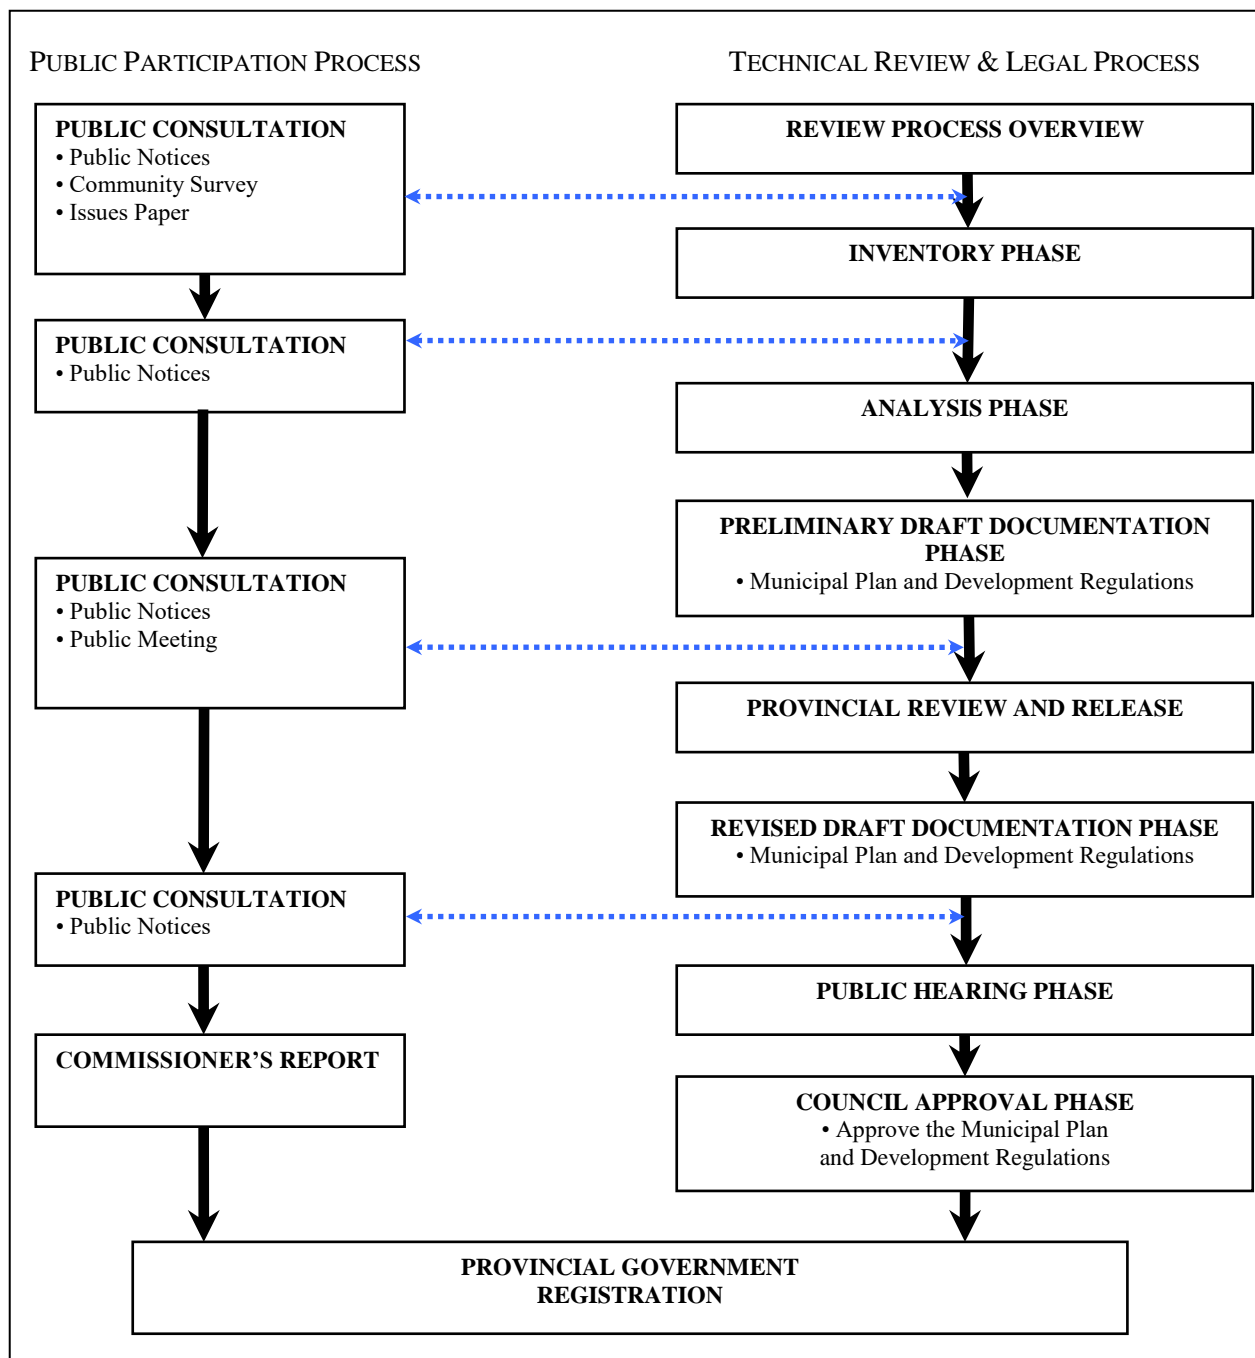 PUBLIC PARTICIPATION PROCESS
PUBLIC CONSULTATION
• Public Notices
• Community Survey
• Issues Paper
PUBLIC CONSULTATION
• Public Notices
PUBLIC CONSULTATION
• Public Notices
• Public Meeting
PUBLIC CONSULTATION
• Public Notices
COMMISSIONER’S REPORT
TECHNICAL REVIEW & LEGAL PROCESS
REVIEW PROCESS OVERVIEW
INVENTORY PHASE
ANALYSIS PHASE
PRELIMINARY DRAFT DOCUMENTATION
PHASE
• Municipal Plan and Development Regulations
PROVINCIAL REVIEW AND RELEASE
REVISED DRAFT DOCUMENTATION PHASE
• Municipal Plan and Development Regulations
PUBLIC HEARING PHASE
COUNCIL APPROVAL PHASE
• Approve the Municipal Plan
and Development Regulations
PROVINCIAL GOVERNMENT
REGISTRATION